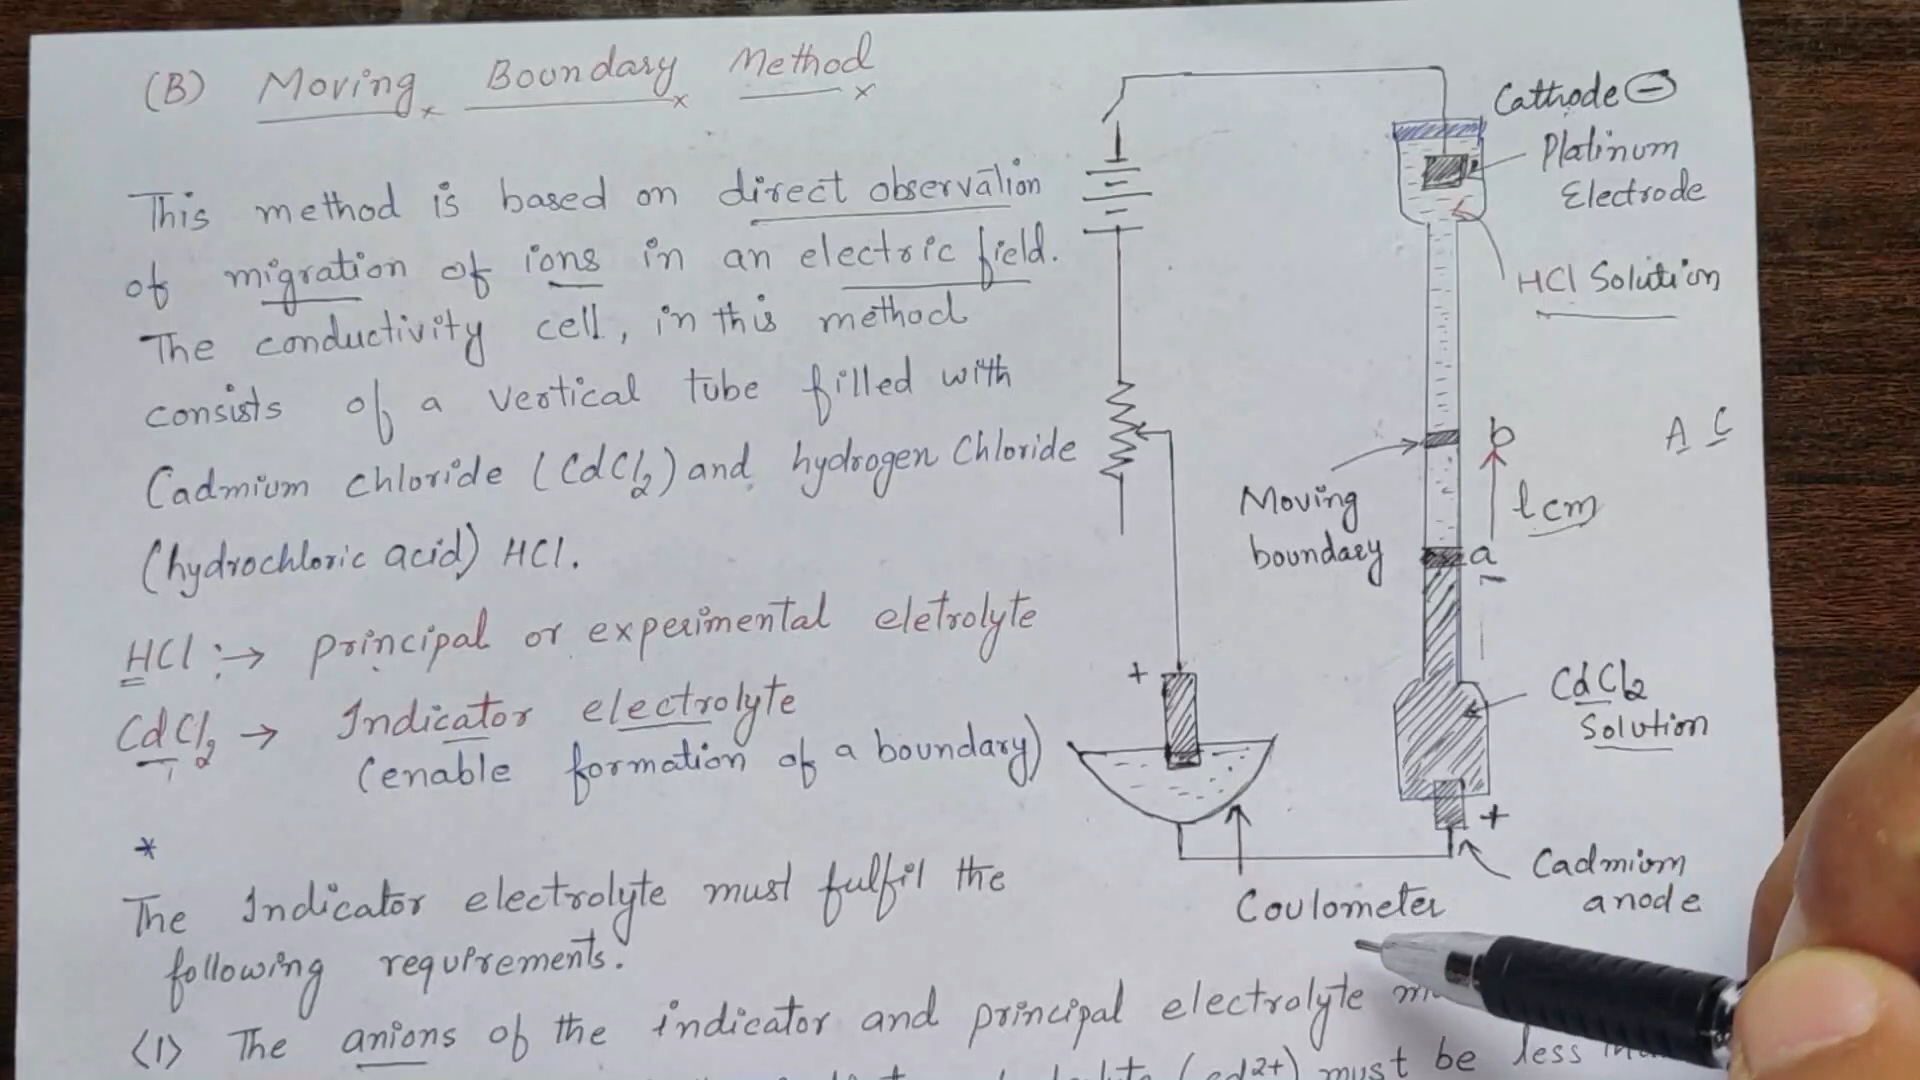 (B) Moving Boundary Method
This method is based on direct observation
of migration of ions in an electric field.
The conductivity cell, in this method
consists of a vertical tube filled with
Cadmium chloride (CdCl2) and hydrogen Chloride
(hydrochloric acid) HCl.
HCl :→ principal or experimental eletrolyte
CdCl2 → Indicator electrolyte
(enable formation of a boundary)
*
The Indicator electrolyte must fulfil the
following requirements.
(1) The anions of the indicator and principal electrolyte
(cd2+) must be less
Cathode ⊖
Platinum
Electrode
HCl Solution
b
A C
l cm
Moving
boundary
a
+
CdCl2
Solution
+
Cadmium
anode
Coulometer